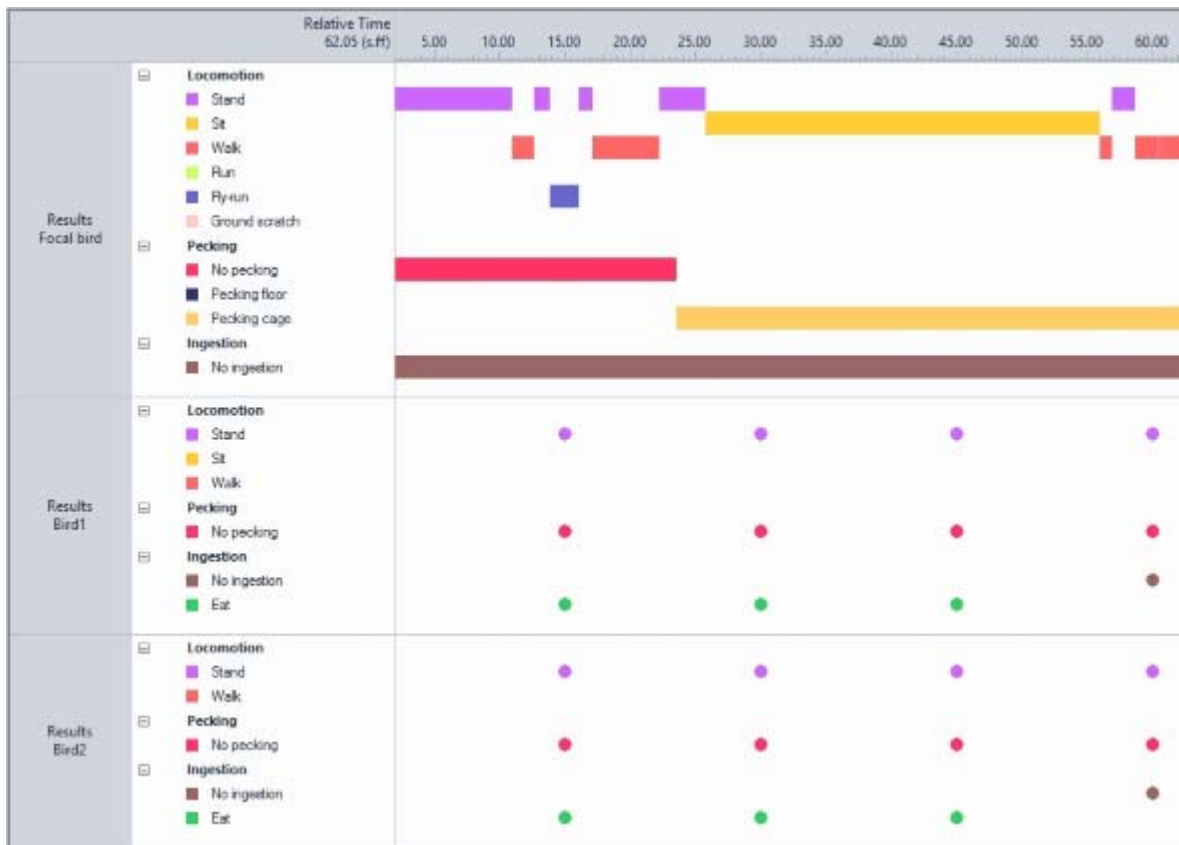 Relative Time
62.05 (s.ff) 5.00 10.00 15.00 20.00 25.00 30.00 35.00 40.00 45.00 50.00 55.00 60.00
Results
Focal bird
Locomotion
Stand
Sit
Walk
Run
Fly-run
Ground scratch
Pecking
No pecking
Pecking floor
Pecking cage
Ingestion
No ingestion
Results
Bird1
Locomotion
Stand
Sit
Walk
Pecking
No pecking
Ingestion
No ingestion
Eat
Results
Bird2
Locomotion
Stand
Walk
Pecking
No pecking
Ingestion
No ingestion
Eat